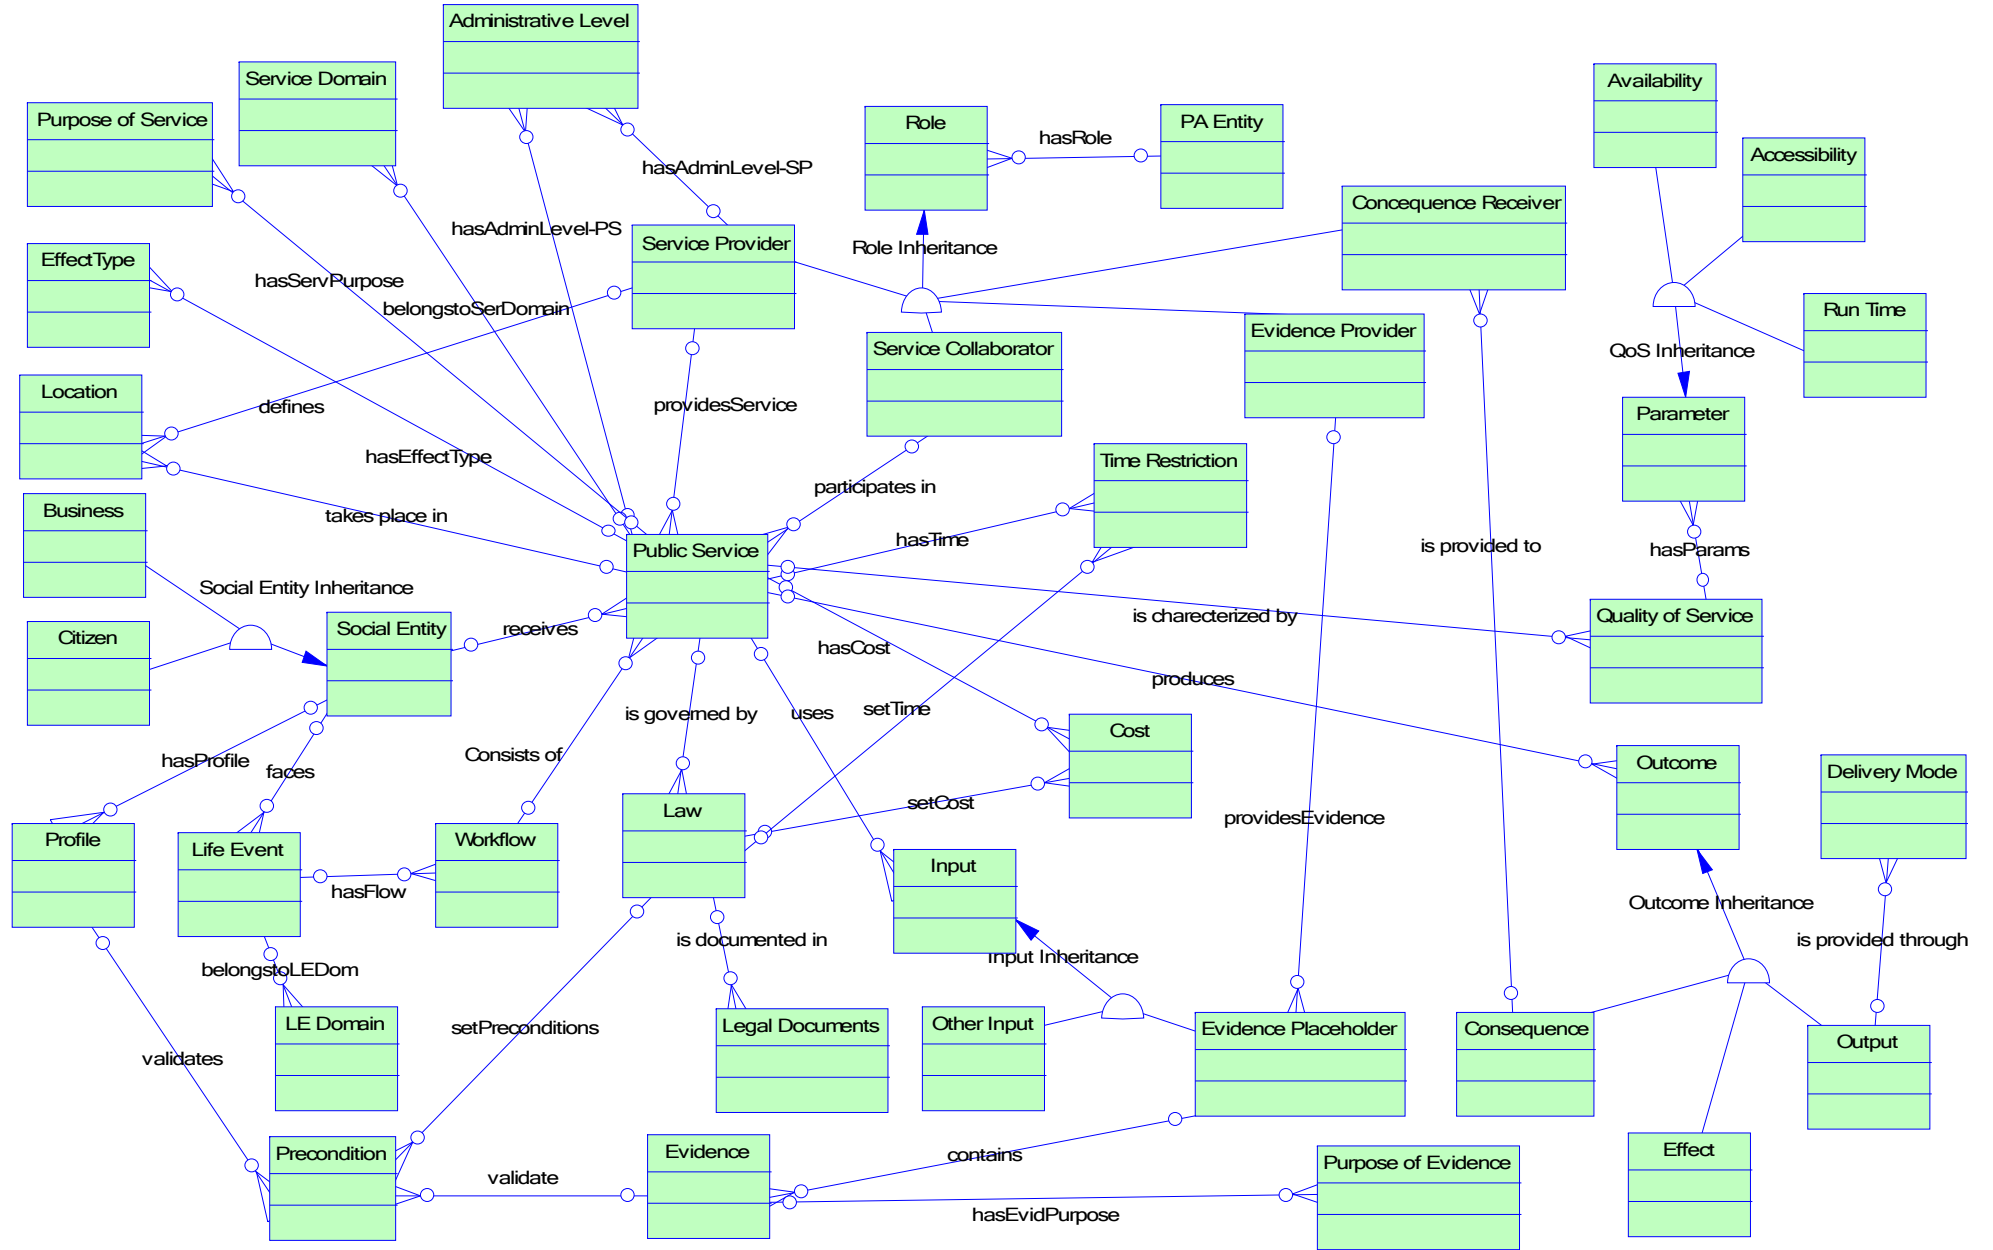 Administrative Level
Service Domain
Purpose of Service
Availability
Role
hasRole
PA Entity
Accessibility
hasAdminLevel-SP
Concequence Receiver
hasAdminLevel-PS
Service Provider
Role Inheritance
EffectType
hasServPurpose
belongstoSerDomain
Run Time
Evidence Provider
Service Collaborator
QoS Inheritance
Location
defines
providesService
Parameter
hasEffectType
Time Restriction
participates in
Business
takes place in
hasTime
is provided to
Public Service
hasParams
Social Entity Inheritance
Citizen
Social Entity
receives
is charecterized by
Quality of Service
hasCost
produces
is governed by
uses
setTime
Cost
hasProfile
faces
Consists of
Outcome
Delivery Mode
setCost
Law
providesEvidence
Profile
Life Event
Workflow
Input
hasFlow
Outcome Inheritance
is documented in
is provided through
belongstoLEDom
Input Inheritance
LE Domain
setPreconditions
Legal Documents
Other Input
Evidence Placeholder
Consequence
Output
validates
Precondition
validate
Evidence
contains
Purpose of Evidence
Effect
hasEvidPurpose